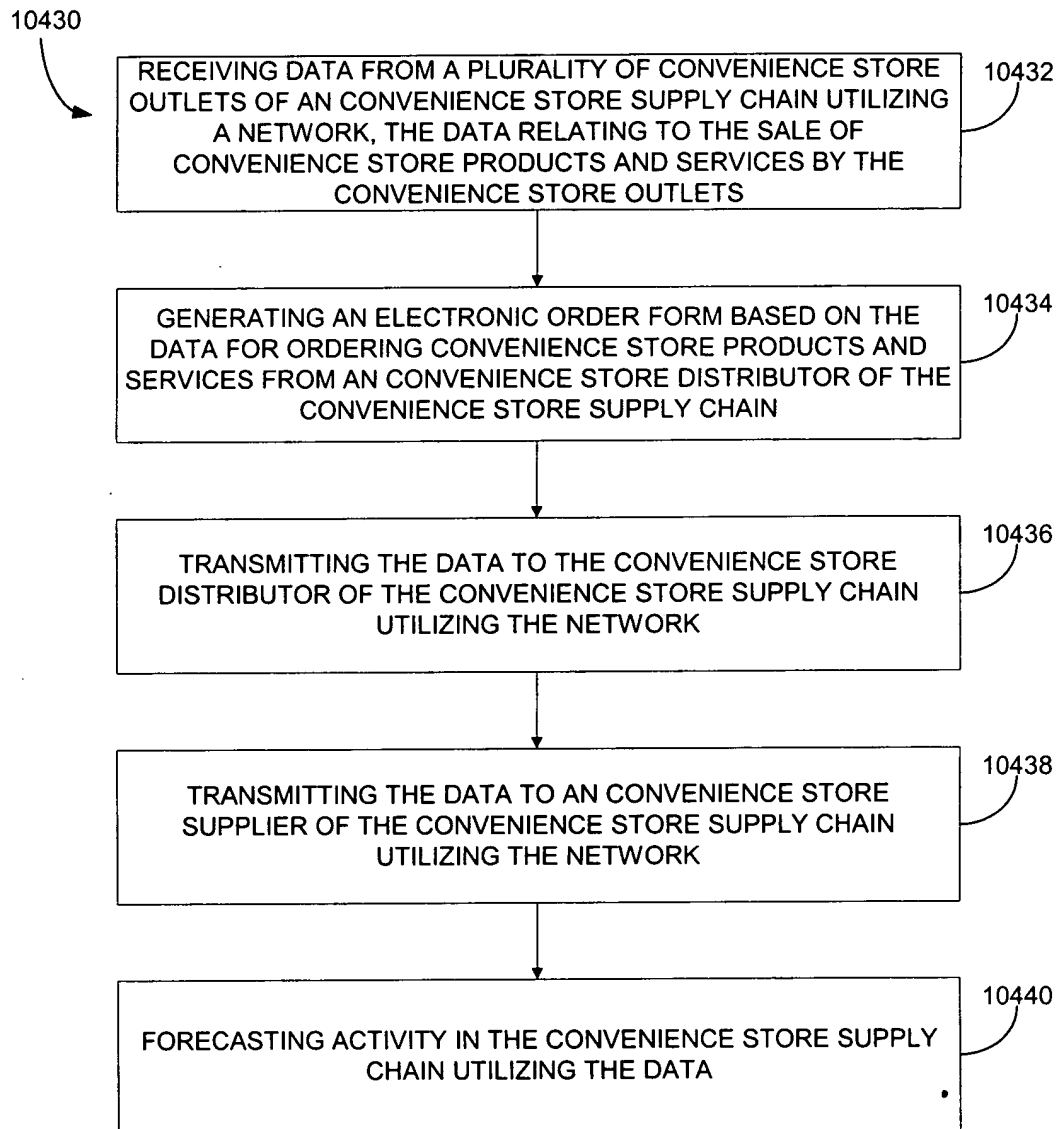 10430
RECEIVING DATA FROM A PLURALITY OF CONVENIENCE STORE
OUTLETS OF AN CONVENIENCE STORE SUPPLY CHAIN UTILIZING
A NETWORK, THE DATA RELATING TO THE SALE OF
CONVENIENCE STORE PRODUCTS AND SERVICES BY THE
CONVENIENCE STORE OUTLETS
10432
GENERATING AN ELECTRONIC ORDER FORM BASED ON THE
DATA FOR ORDERING CONVENIENCE STORE PRODUCTS AND
SERVICES FROM AN CONVENIENCE STORE DISTRIBUTOR OF THE
CONVENIENCE STORE SUPPLY CHAIN
10434
TRANSMITTING THE DATA TO THE CONVENIENCE STORE
DISTRIBUTOR OF THE CONVENIENCE STORE SUPPLY CHAIN
UTILIZING THE NETWORK
10436
TRANSMITTING THE DATA TO AN CONVENIENCE STORE
SUPPLIER OF THE CONVENIENCE STORE SUPPLY CHAIN
UTILIZING THE NETWORK
10438
FORECASTING ACTIVITY IN THE CONVENIENCE STORE SUPPLY
CHAIN UTILIZING THE DATA
10440